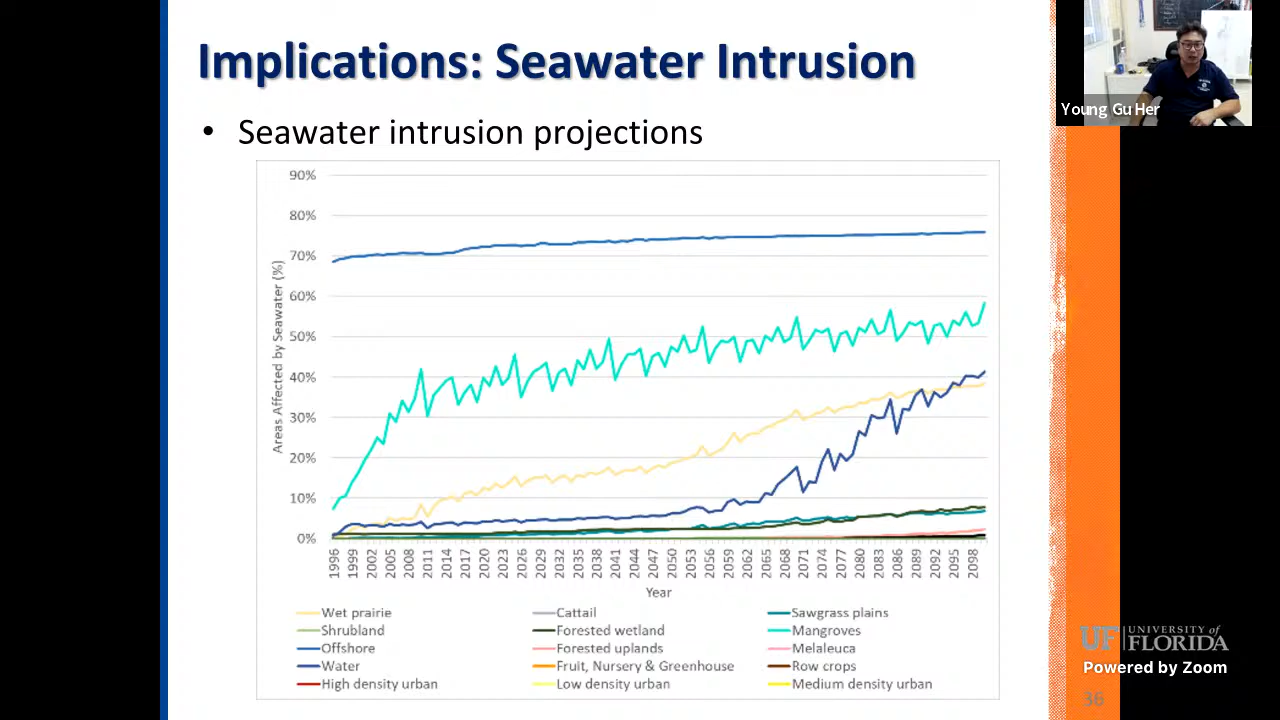 Implications: Seawater Intrusion
Young Gu Her
• Seawater intrusion projections
90%
80%
70%
60%
50%
40%
30%
20%
10%
0%
Areas Affected by Seawater (%)
1996 1999 2002 2005 2008 2011 2014 2017 2020 2023 2026 2029 2032 2035 2038 2041 2044 2047 2050 2053 2056 2059 2062 2065 2068 2071 2074 2077 2080 2083 2086 2089 2092 2095 2098
Year
Wet prairie Cattail Sawgrass plains
Shrubland Forested wetland Mangroves
Offshore Forested uplands Melaleuca
Water Fruit, Nursery & Greenhouse Row crops
High density urban Low density urban Medium density urban
UF UNIVERSITY of
FLORIDA
Powered by Zoom
36